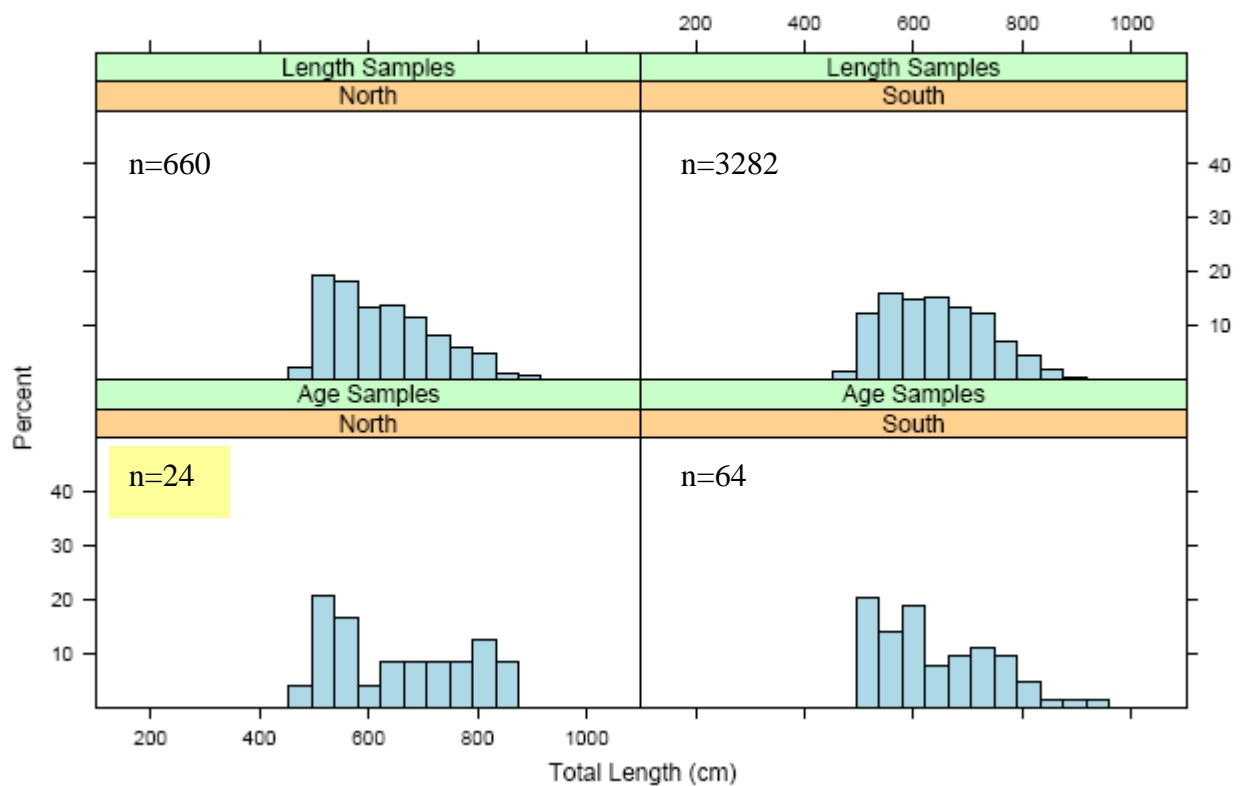 200 400 600 800 1000
Length Samples
Length Samples
North
South
n=660
n=3282
40
30
20
10
Percent
Age Samples
Age Samples
North
South
n=24
n=64
40
30
20
10
200 400 600 800 1000
Total Length (cm)